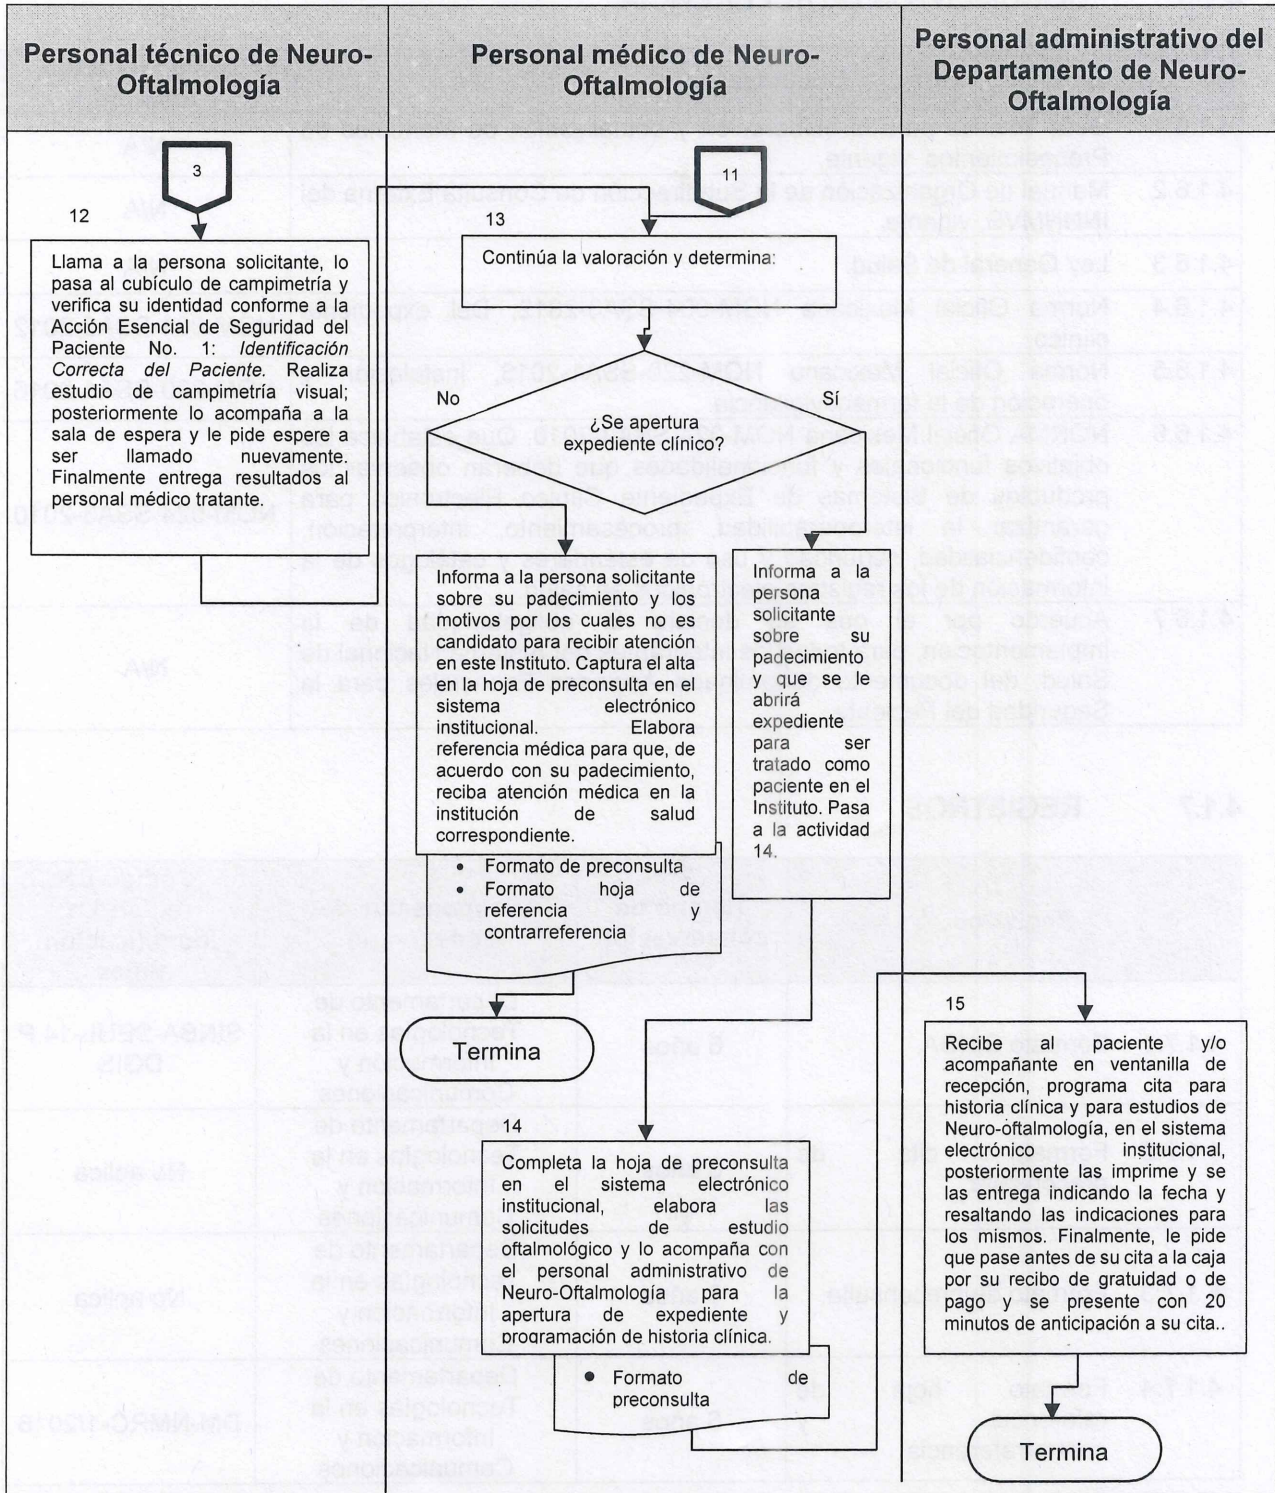 Personal técnico de Neuro-
Oftalmología
Personal médico de Neuro-
Oftalmología
Personal administrativo del
Departamento de Neuro-
Oftalmología
3
12
Llama a la persona solicitante, lo
pasa al cubículo de campimetría y
verifica su identidad conforme a la
Acción Esencial de Seguridad del
Paciente No. 1: Identificación
Correcta del Paciente. Realiza
estudio de campimetría visual;
posteriormente lo acompaña a la
sala de espera y le pide esperar a
ser llamado nuevamente.
Finalmente entrega resultados al
personal médico tratante.
11
13
Continúa la valoración y determina:
No
Sí
¿Se apertura
expediente clínico?
Informa a la persona solicitante
sobre su padecimiento y los
motivos por los cuales no es
candidato para recibir atención
en este Instituto. Captura el alta
en la hoja de preconsulta en el
sistema electrónico
institucional. Elabora
referencia médica para que, de
acuerdo con su padecimiento,
reciba atención médica en la
institución de salud
correspondiente.
• Formato de preconsulta
• Formato hoja de
referencia y
contrarreferencia
Termina
Informa a la
persona
solicitante
sobre su
padecimiento
y que se le
abrirá
expediente
para ser
tratado como
paciente en el
Instituto. Pasa
a la actividad
14.
14
Completa la hoja de preconsulta
en el sistema electrónico
institucional, elabora las
solicitudes de estudio
oftalmológico y lo acompaña con
el personal administrativo de
Neuro-Oftalmología para la
apertura de expediente y
programación de historia clínica.
• Formato de
preconsulta
15
Recibe al paciente y/o
acompañante en ventanilla de
recepción, programa cita para
historia clínica y para estudios de
Neuro-oftalmología, en el sistema
electrónico institucional,
posteriormente las imprime y se
las entrega indicando la fecha y
resaltando las indicaciones para
los mismos. Finalmente, le pide
que pase antes de su cita a la caja
por su recibo de gratuidad o de
pago y se presente con 20
minutos de anticipación a su cita..
Termina